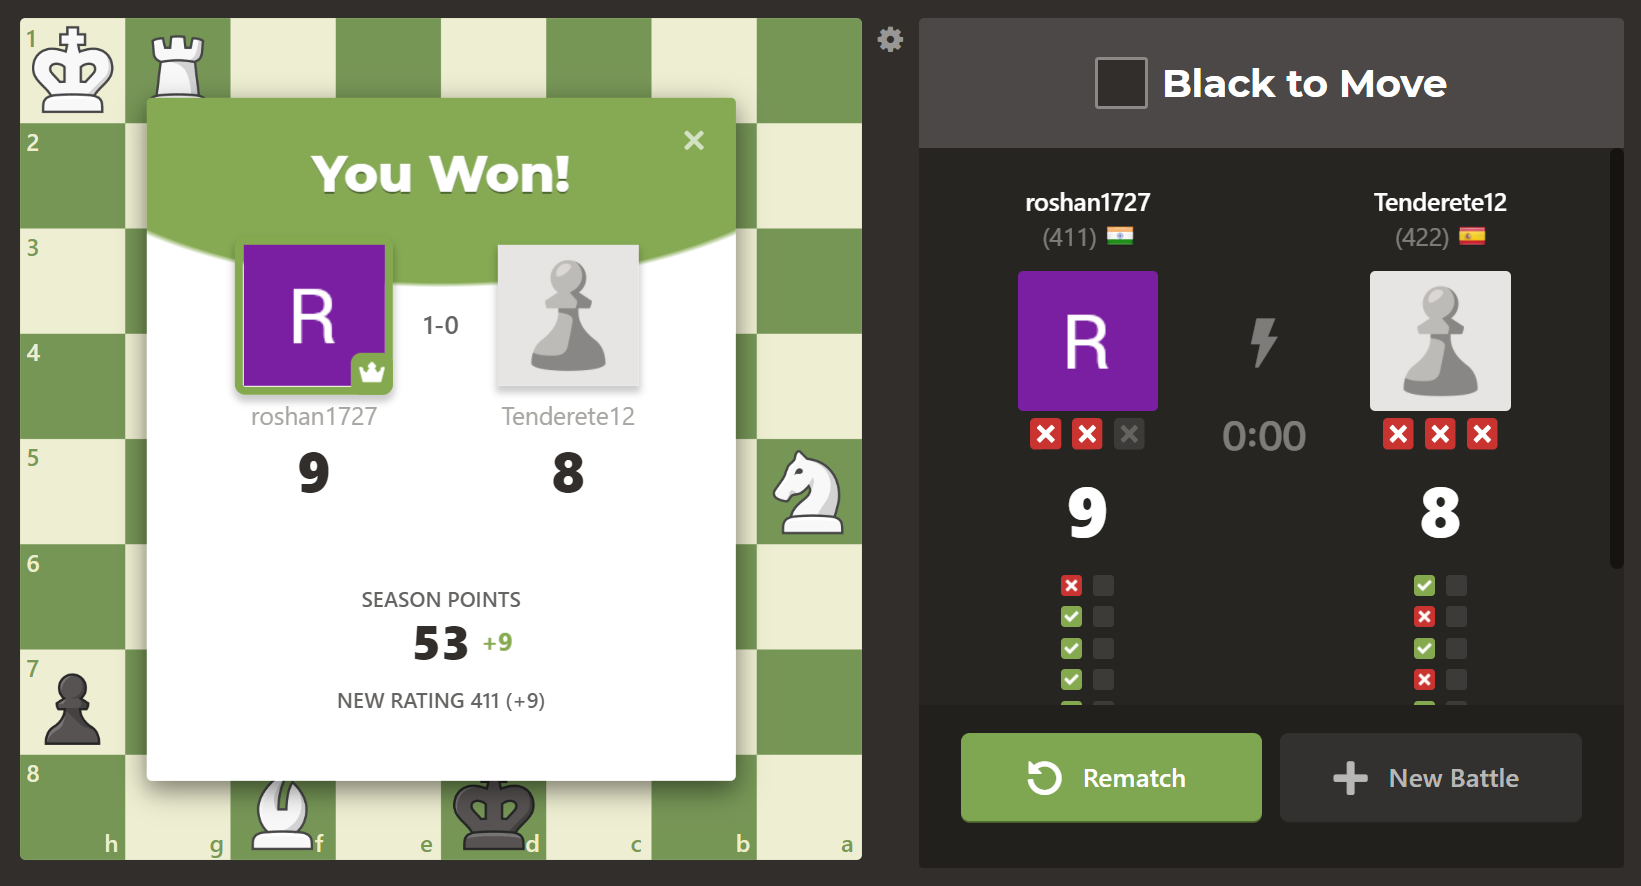 1
2
3
4
5
6
7
8
h
g
f
e
d
c
b
a
You Won!
R
1-0
roshan1727
Tenderete12
9
8
SEASON POINTS
53 +9
NEW RATING 411 (+9)
Black to Move
roshan1727
Tenderete12
(411)
(422)
R
0:00
9
8
Rematch
New Battle